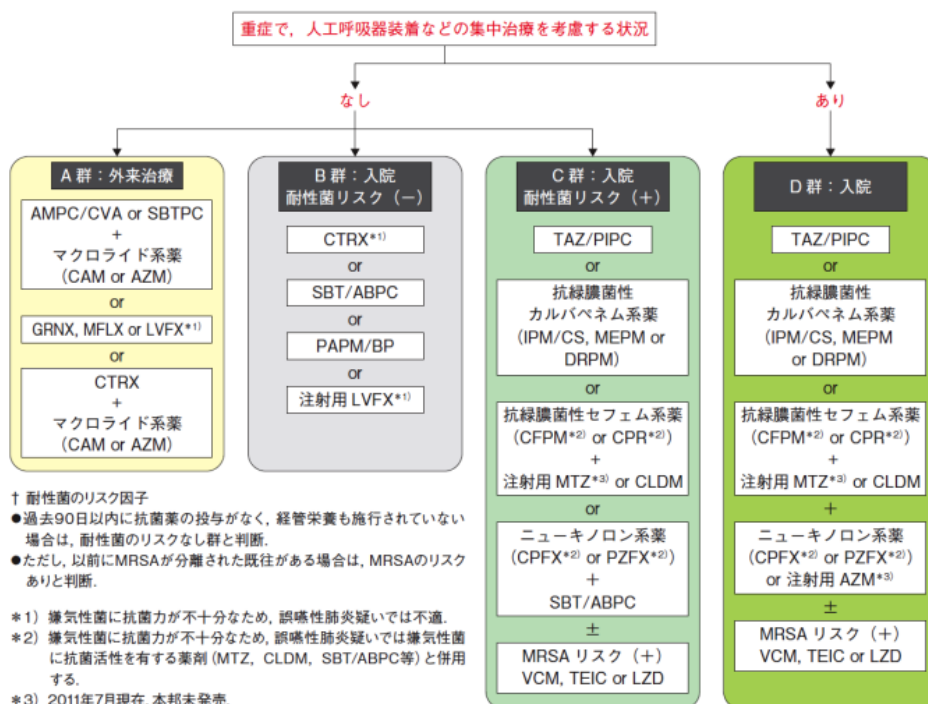 重症で，人工呼吸器装着などの集中治療を考慮する状況
なし
あり
A 群：外来治療
AMPC/CVA or SBTPC
+
マクロライド系薬
(CAM or AZM)
or
GRNX, MFLX or LVFX*1)
or
CTRX
+
マクロライド系薬
(CAM or AZM)
B 群：入院
耐性菌リスク（−）
CTRX*1)
or
SBT/ABPC
or
PAPM/BP
or
注射用 LVFX*1)
C 群：入院
耐性菌リスク（+）
TAZ/PIPC
or
抗緑膿菌性
カルバペネム系薬
(IPM/CS, MEPM or
DRPM)
or
抗緑膿菌性セフェム系薬
(CFPM*2) or CPR*2))
+
注射用 MTZ*3) or CLDM
or
ニューキノロン系薬
(CPFX*2) or PZFX*2))
+
SBT/ABPC
±
MRSA リスク（+）
VCM, TEIC or LZD
D 群：入院
TAZ/PIPC
or
抗緑膿菌性
カルバペネム系薬
(IPM/CS, MEPM
or DRPM)
or
抗緑膿菌性セフェム系薬
(CFPM*2) or CPR*2))
+
注射用 MTZ*3) or CLDM
+
ニューキノロン系薬
(CPFX*2) or PZFX*2))
or 注射用 AZM*3)
±
MRSA リスク（+）
VCM, TEIC or LZD
† 耐性菌のリスク因子
●過去90日以内に抗菌薬の投与がなく，経管栄養も施行されていない
場合は，耐性菌のリスクなし群と判断．
●ただし，以前にMRSAが分離された既往がある場合は，MRSAのリスク
ありと判断．
*1）嫌気性菌に抗菌力が不十分なため，誤嚥性肺炎疑いでは不適．
*2）嫌気性菌に抗菌力が不十分なため，誤嚥性肺炎疑いでは嫌気性菌
に抗菌活性を有する薬剤（MTZ，CLDM，SBT/ABPC等）と併用
する．
*3）2011年7月現在，本邦未発売．